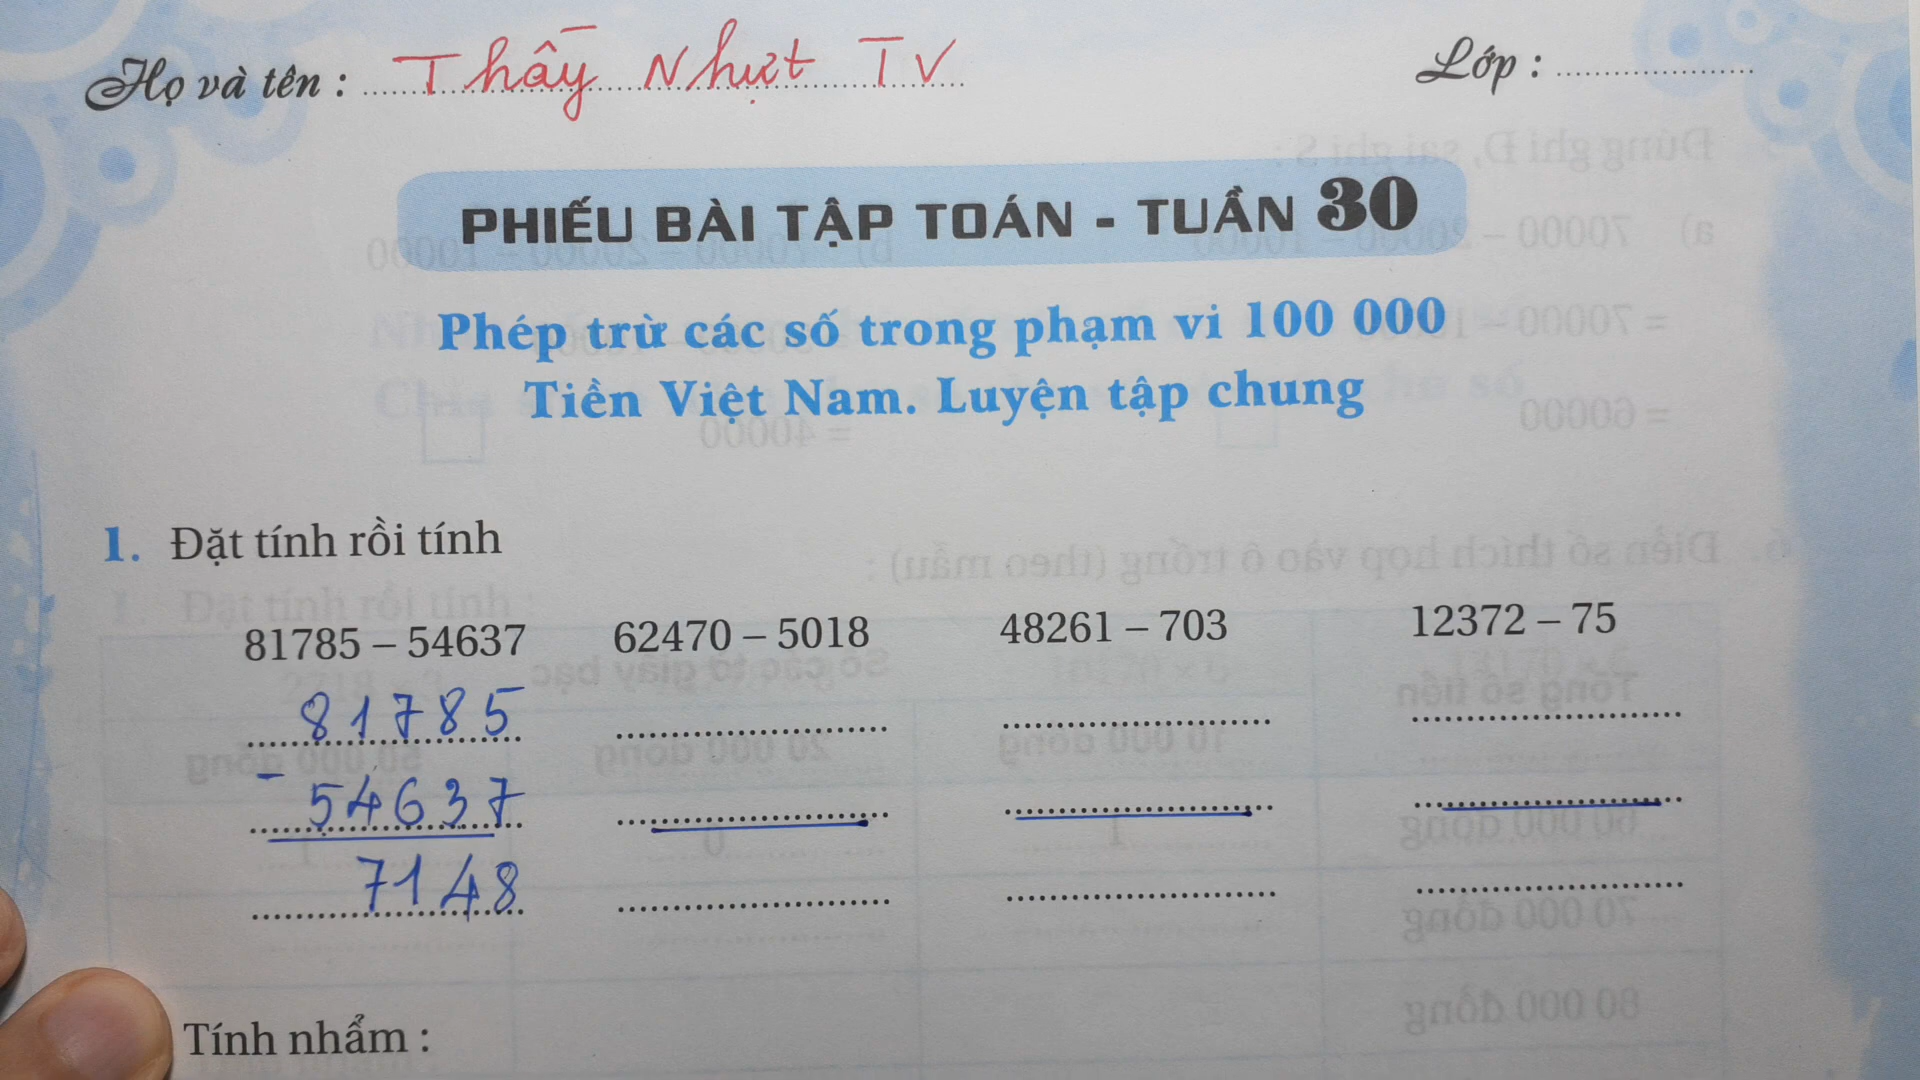 Họ và tên : Thầy Nhựt TV Lớp :
PHIẾU BÀI TẬP TOÁN - TUẦN 30
Phép trừ các số trong phạm vi 100 000
Tiền Việt Nam. Luyện tập chung
1. Đặt tính rồi tính
81785 – 54637 62470 – 5018 48261 – 703 12372 – 75
81785
-
54637
7148
Tính nhẩm :